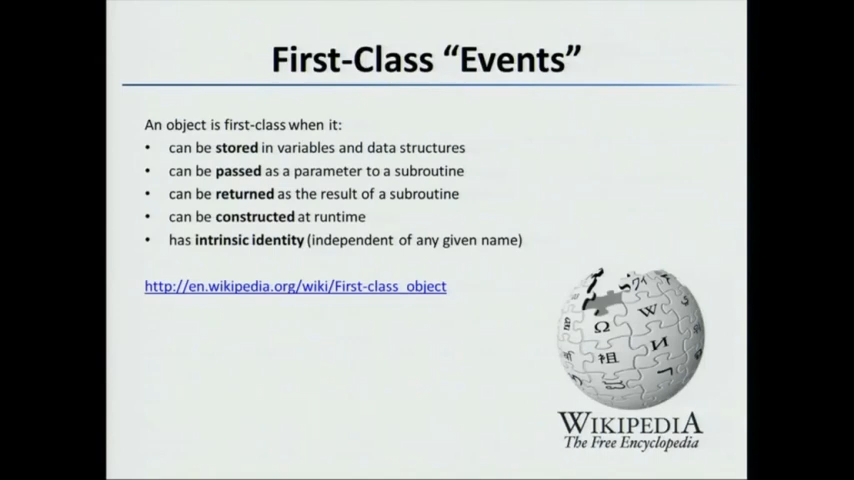 First-Class “Events”
An object is first-class when it:
• can be stored in variables and data structures
• can be passed as a parameter to a subroutine
• can be returned as the result of a subroutine
• can be constructed at runtime
• has intrinsic identity (independent of any given name)
http://en.wikipedia.org/wiki/First-class_object
Ω W
祖 И
WIKIPEDIA
The Free Encyclopedia